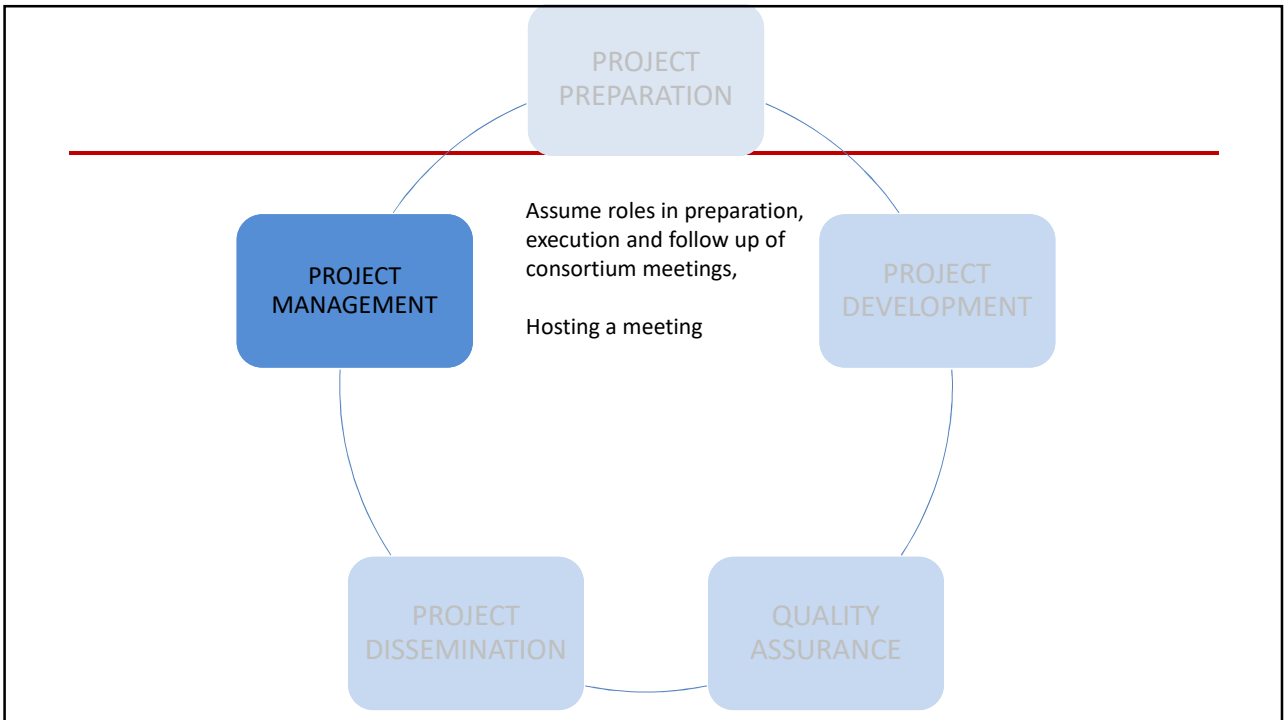 PROJECT
PREPARATION
Assume roles in preparation,
execution and follow up of
consortium meetings,
Hosting a meeting
PROJECT
MANAGEMENT
PROJECT
DEVELOPMENT
PROJECT
DISSEMINATION
QUALITY
ASSURANCE